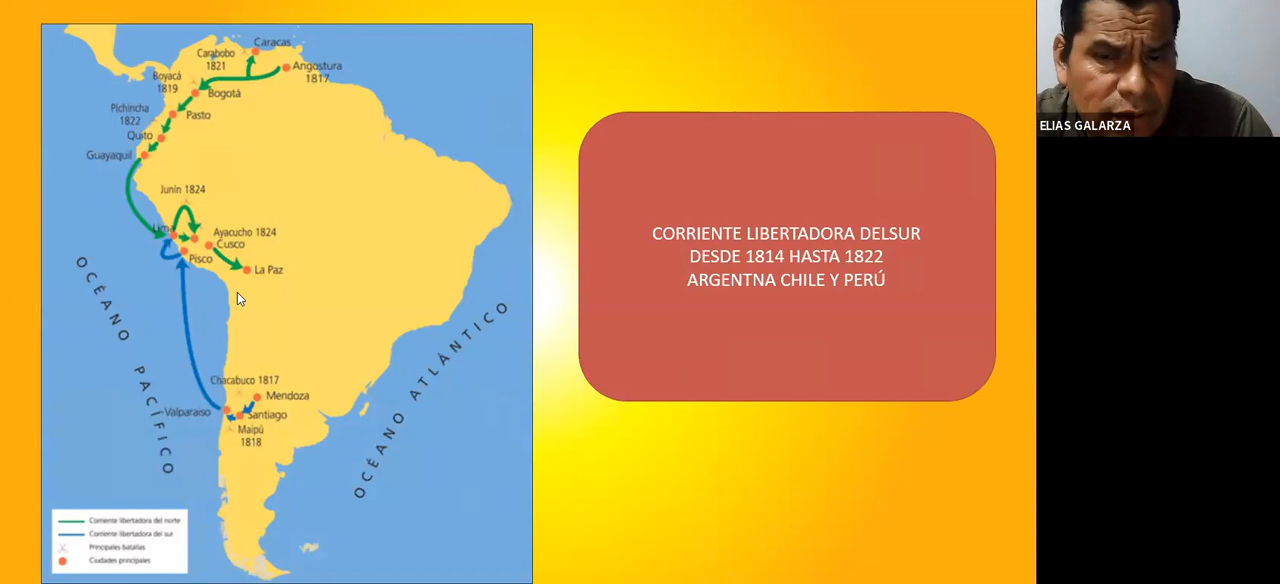 Caracas
Carabobo
1821
Angostura
1817
Boyacá
1819
Bogotá
Pichincha
1822
Pasto
Quito
Guayaquil
Junín 1824
Lima
Ayacucho 1824
Cusco
Pisco
La Paz
OCÉANO PACÍFICO
OCÉANO ATLÁNTICO
Chacabuco 1817
Mendoza
Valparaiso
Santiago
Maipú
1818
Corriente libertadora del norte
Corriente libertadora del sur
Principales batallas
Ciudades principales
CORRIENTE LIBERTADORA DELSUR
DESDE 1814 HASTA 1822
ARGENTNA CHILE Y PERÚ
ELIAS GALARZA